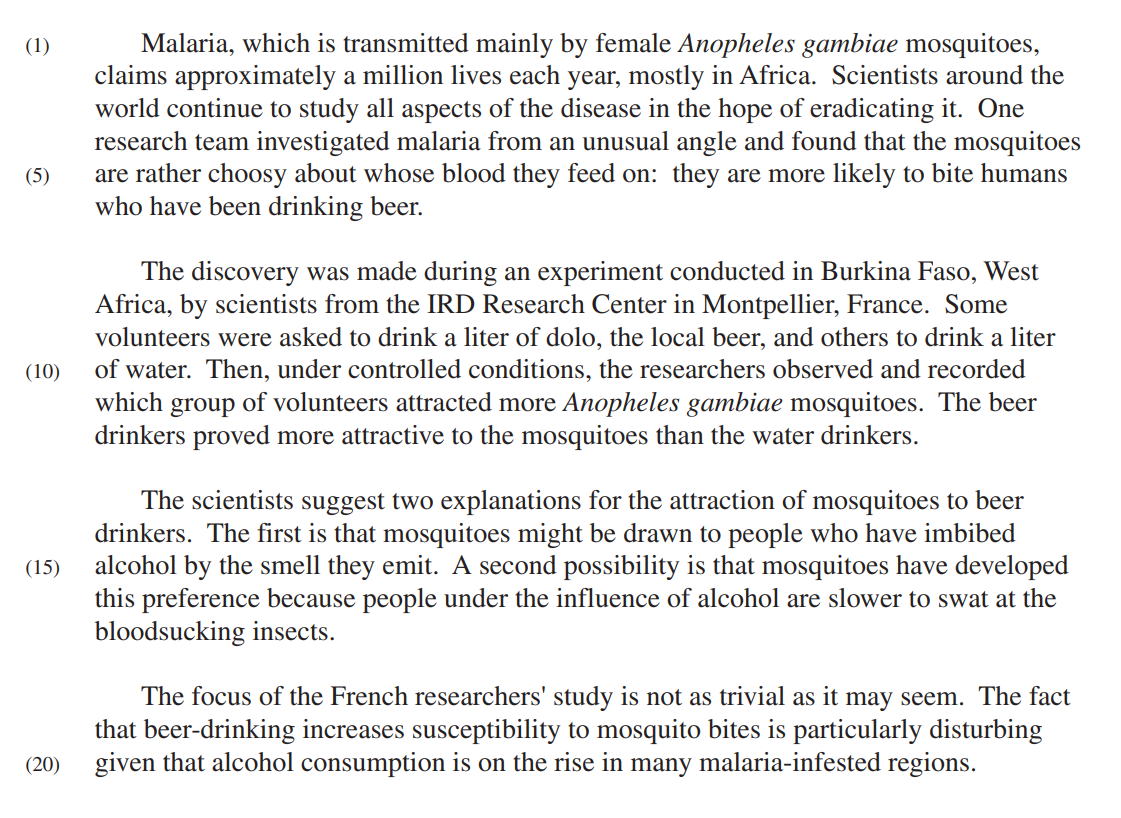 (1) Malaria, which is transmitted mainly by female Anopheles gambiae mosquitoes,
claims approximately a million lives each year, mostly in Africa. Scientists around the
world continue to study all aspects of the disease in the hope of eradicating it. One
research team investigated malaria from an unusual angle and found that the mosquitoes
(5) are rather choosy about whose blood they feed on: they are more likely to bite humans
who have been drinking beer.
The discovery was made during an experiment conducted in Burkina Faso, West
Africa, by scientists from the IRD Research Center in Montpellier, France. Some
volunteers were asked to drink a liter of dolo, the local beer, and others to drink a liter
(10) of water. Then, under controlled conditions, the researchers observed and recorded
which group of volunteers attracted more Anopheles gambiae mosquitoes. The beer
drinkers proved more attractive to the mosquitoes than the water drinkers.
The scientists suggest two explanations for the attraction of mosquitoes to beer
drinkers. The first is that mosquitoes might be drawn to people who have imbibed
(15) alcohol by the smell they emit. A second possibility is that mosquitoes have developed
this preference because people under the influence of alcohol are slower to swat at the
bloodsucking insects.
The focus of the French researchers' study is not as trivial as it may seem. The fact
that beer-drinking increases susceptibility to mosquito bites is particularly disturbing
(20) given that alcohol consumption is on the rise in many malaria-infested regions.